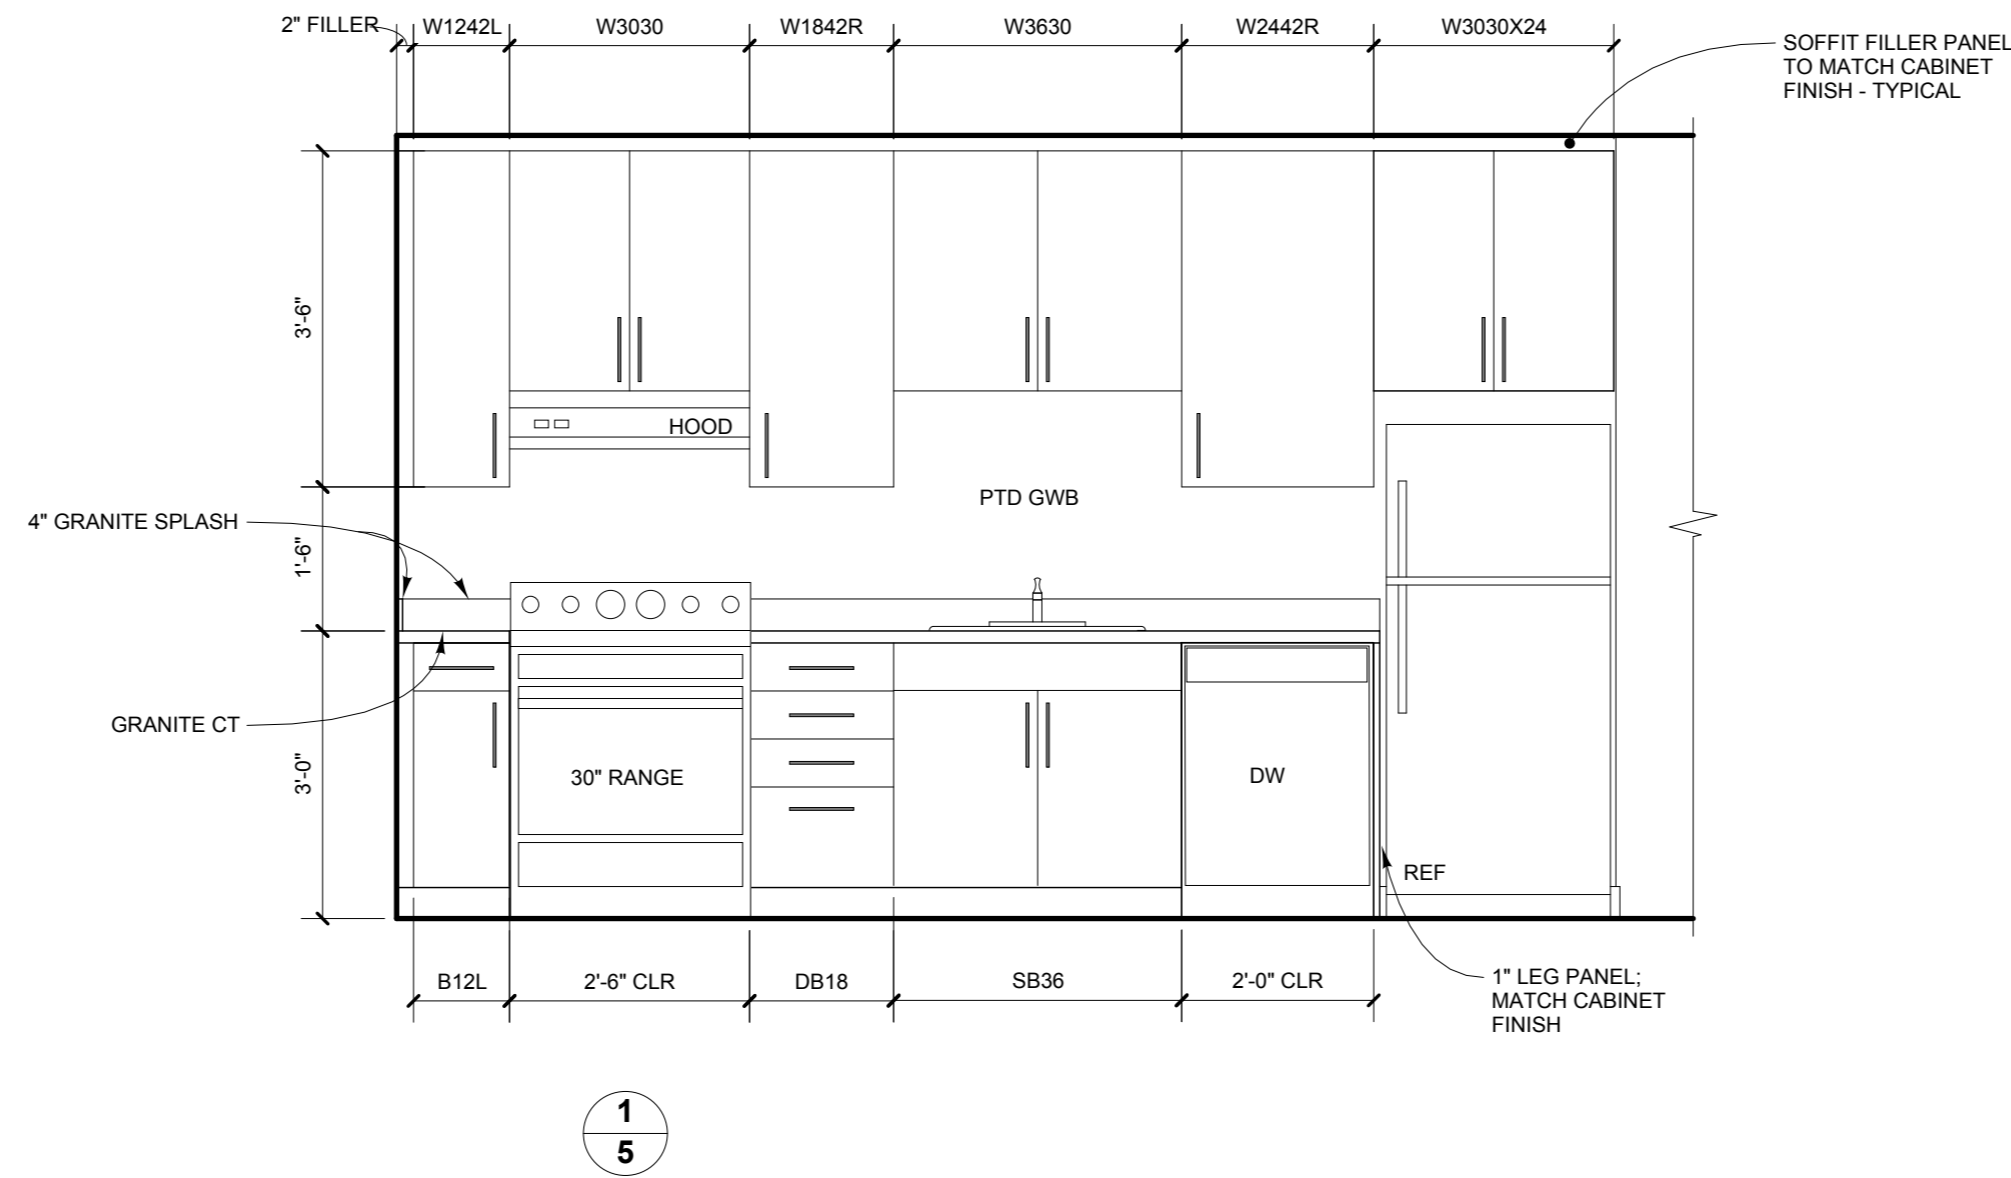 2" FILLER
W1242L
W3030
W1842R
W3630
W2442R
W3030X24
SOFFIT FILLER PANEL
TO MATCH CABINET
FINISH - TYPICAL
3'-6"
HOOD
PTD GWB
4" GRANITE SPLASH
1'-6"
GRANITE CT
3'-0"
30" RANGE
DW
REF
B12L
2'-6" CLR
DB18
SB36
2'-0" CLR
1" LEG PANEL;
MATCH CABINET
FINISH
1
5